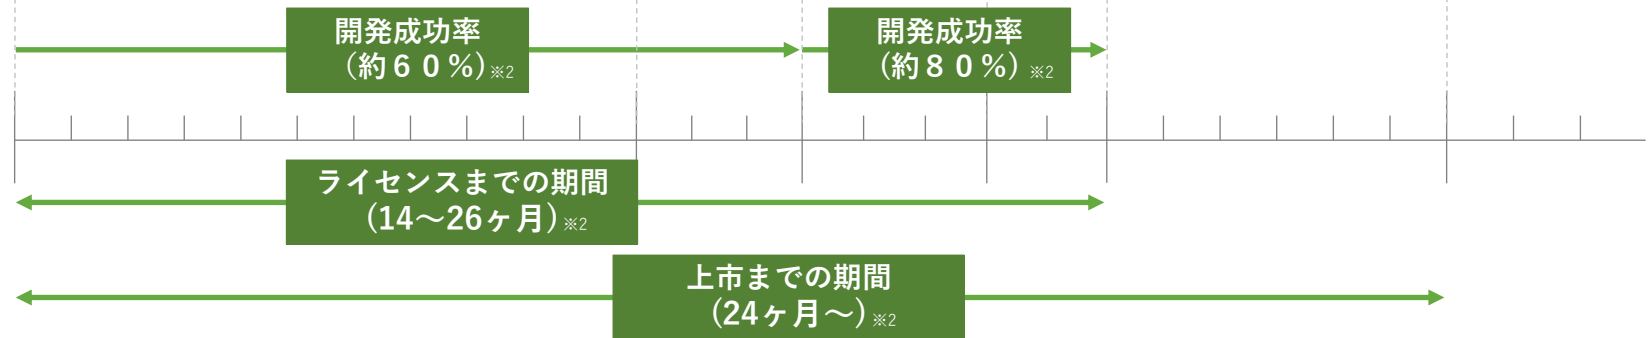 開発成功率
(約６０%)※2
開発成功率
(約８０%)※2
ライセンスまでの期間
(14～26ヶ月)※2
上市までの期間
(24ヶ月～)※2